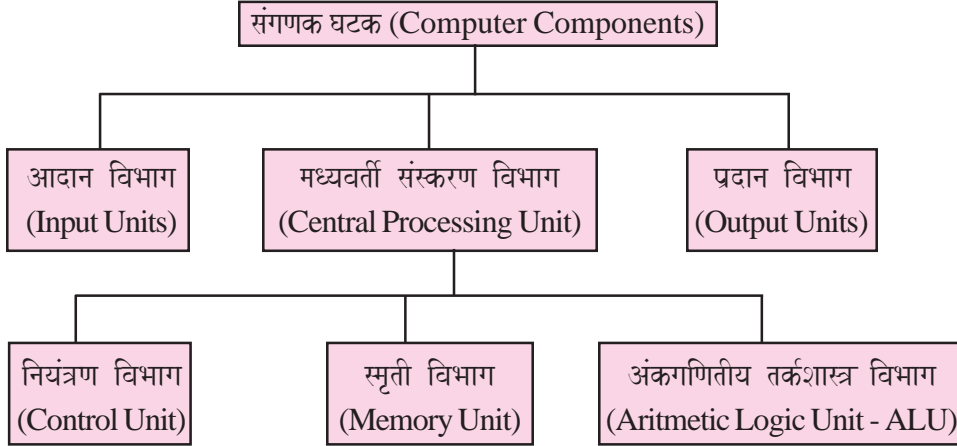 संगणक घटक (Computer Components)
आदान विभाग
(Input Units)
मध्यवर्ती संस्करण विभाग
(Central Processing Unit)
प्रदान विभाग
(Output Units)
नियंत्रण विभाग
(Control Unit)
स्मृती विभाग
(Memory Unit)
अंकगणितीय तर्कशास्त्र विभाग
(Aritmetic Logic Unit - ALU)